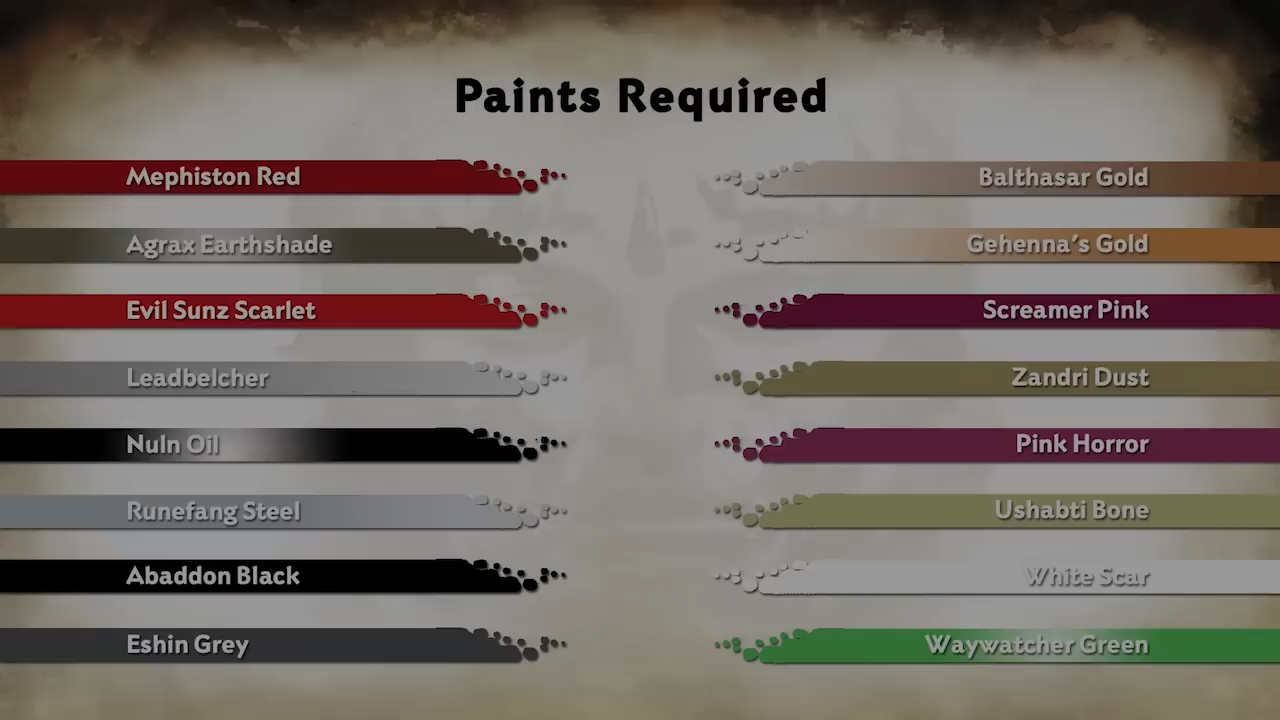 Paints Required
Mephiston Red
Agrax Earthshade
Evil Sunz Scarlet
Leadbelcher
Nuln Oil
Runefang Steel
Abaddon Black
Eshin Grey
Balthasar Gold
Gehenna's Gold
Screamer Pink
Zandri Dust
Pink Horror
Ushabti Bone
White Scar
Waywatcher Green